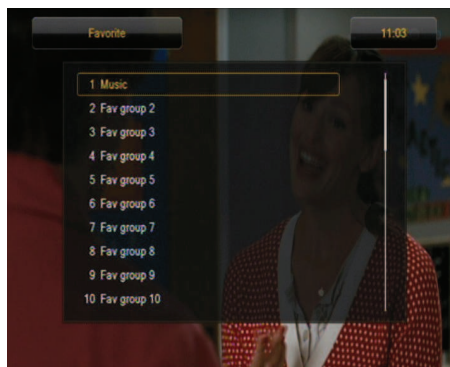 Favorite
11:03
1 Music
2 Fav group 2
3 Fav group 3
4 Fav group 4
5 Fav group 5
6 Fav group 6
7 Fav group 7
8 Fav group 8
9 Fav group 9
10 Fav group 10